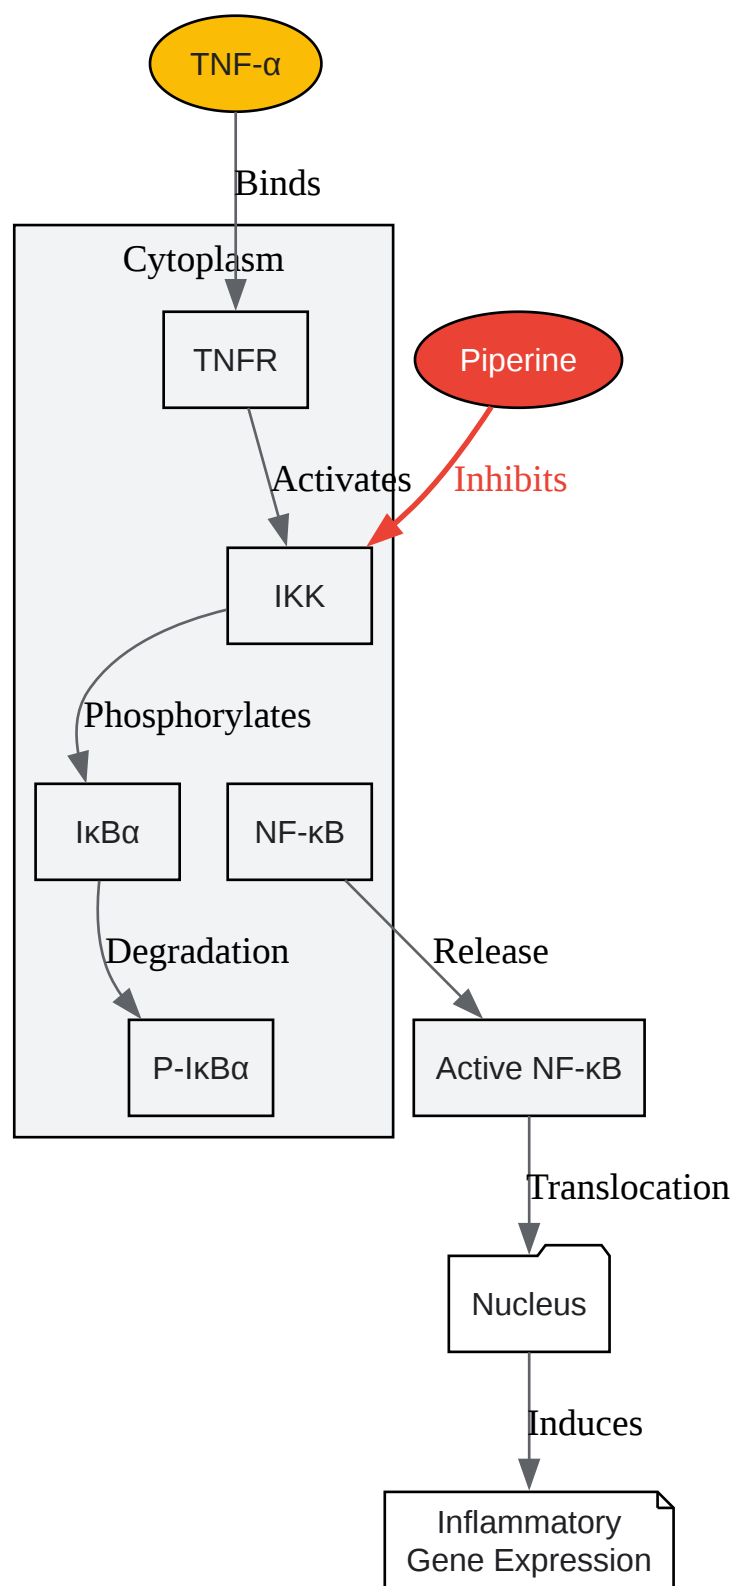 TNF-α
Binds
Cytoplasm
TNFR
Piperine
Activates
Inhibits
IKK
Phosphorylates
IκBα
NF-κB
Degradation
Release
P-IκBα
Active NF-κB
Translocation
Nucleus
Induces
Inflammatory
Gene Expression